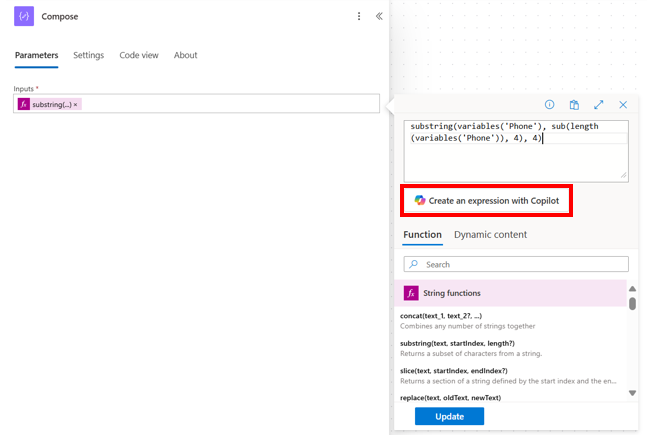 Compose
Parameters Settings Code view About
Inputs *
fx substring(...) ×
substring(variables('Phone'), sub(length
(variables('Phone')), 4), 4)
Create an expression with Copilot
Function Dynamic content
Search
fx String functions
concat(text_1, text_2?, ...)
Combines any number of strings together
substring(text, startIndex, length?)
Returns a subset of characters from a string.
slice(text, startIndex, endIndex?)
Returns a section of a string defined by the start index and the en...
replace(text, oldText, newText)
Update